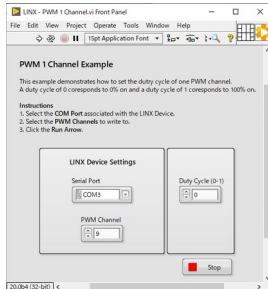 LINX - PWM 1 Channel.vi Front Panel
File Edit View Project Operate Tools Window Help
15pt Application Font
PWM 1 Channel Example
This example demonstrates how to set the duty cycle of one PWM channel.
A duty cycle of 0 coresponds to 0% on and a duty cycle of 1 coresponds to 100% on.
Instructions
1. Select the COM Port associated with the LINX Device.
2. Select the PWM Channels to write to.
3. Click the Run Arrow.
LINX Device Settings
Serial Port
COM3
PWM Channel
9
Duty Cycle (0-1)
0
Stop
20.0b4 (32-bit)